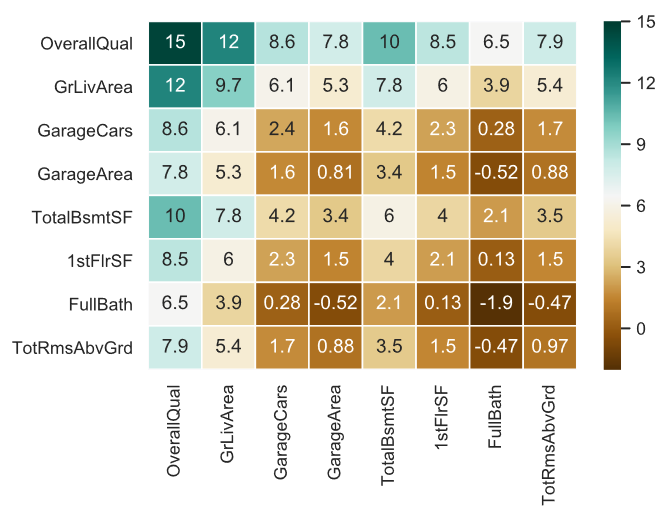 OverallQual 15 12 8.6 7.8 10 8.5 6.5 7.9
GrLivArea 12 9.7 6.1 5.3 7.8 6 3.9 5.4
GarageCars 8.6 6.1 2.4 1.6 4.2 2.3 0.28 1.7
GarageArea 7.8 5.3 1.6 0.81 3.4 1.5 -0.52 0.88
TotalBsmtSF 10 7.8 4.2 3.4 6 4 2.1 3.5
1stFlrSF 8.5 6 2.3 1.5 4 2.1 0.13 1.5
FullBath 6.5 3.9 0.28 -0.52 2.1 0.13 -1.9 -0.47
TotRmsAbvGrd 7.9 5.4 1.7 0.88 3.5 1.5 -0.47 0.97
OverallQual
GrLivArea
GarageCars
GarageArea
TotalBsmtSF
1stFlrSF
FullBath
TotRmsAbvGrd
15
12
9
6
3
0